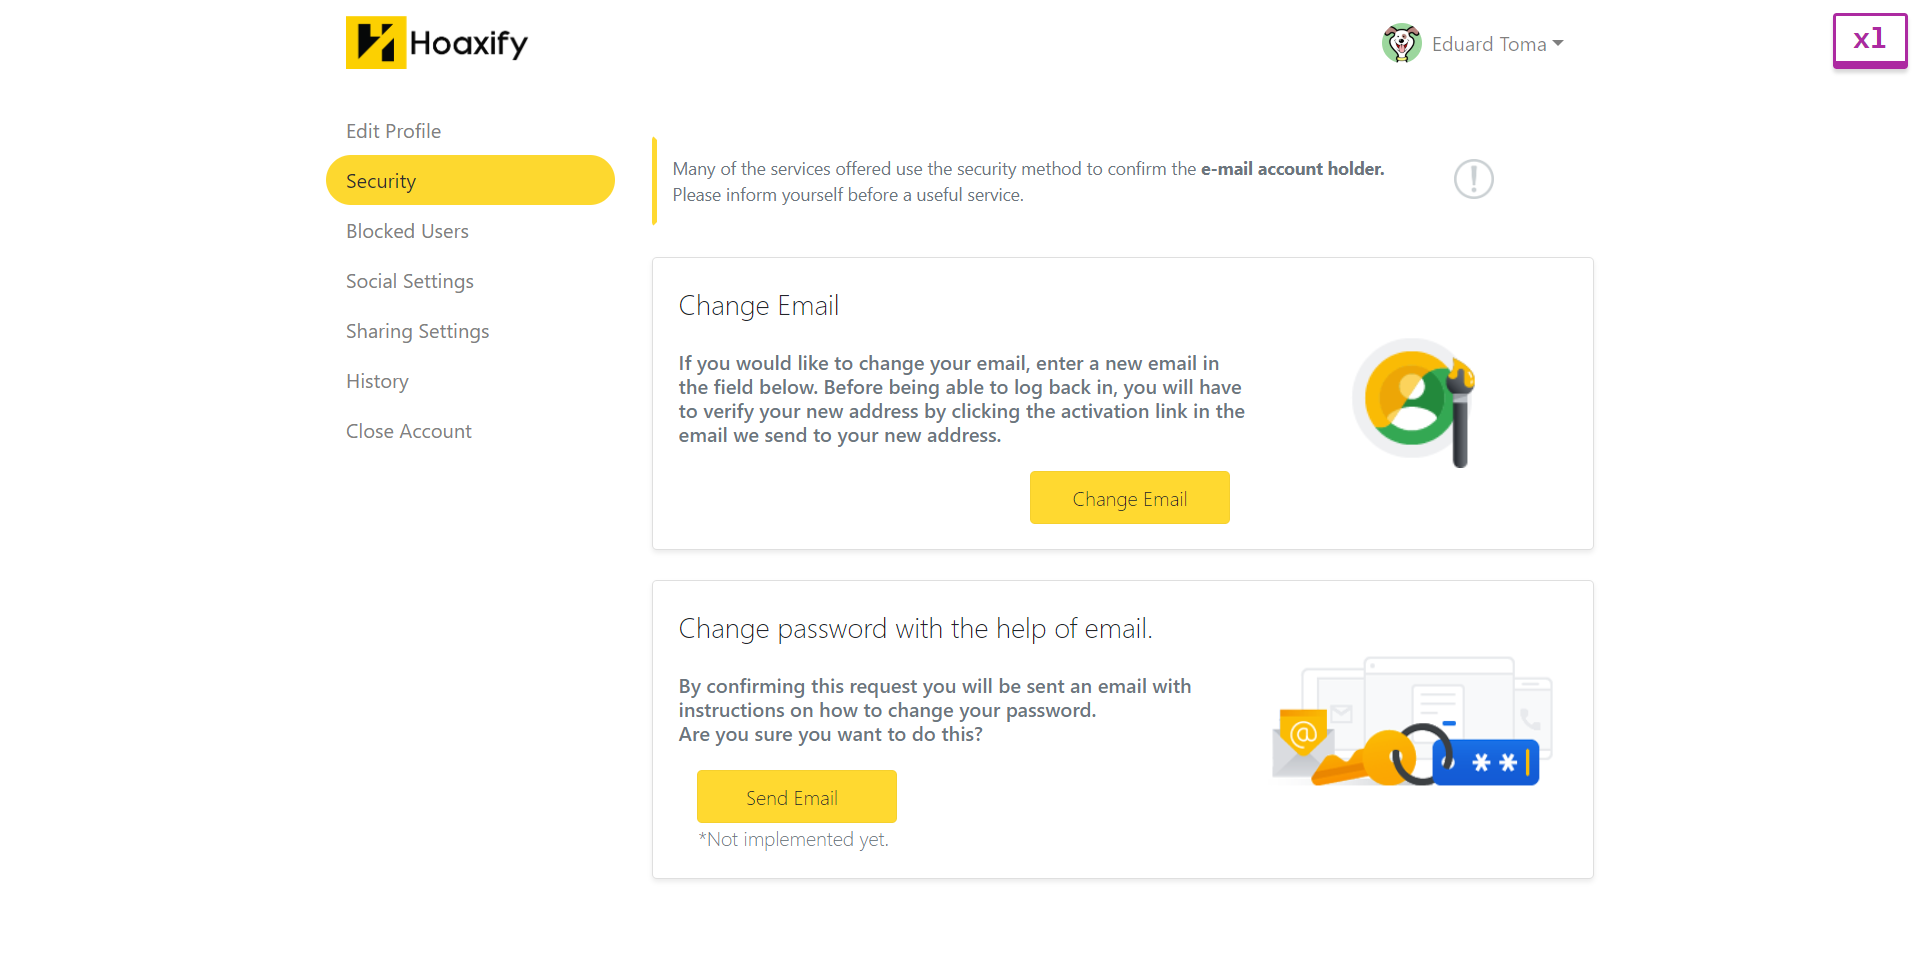 Hoaxify
Eduard Toma
x1
Edit Profile
Security
Blocked Users
Social Settings
Sharing Settings
History
Close Account
Many of the services offered use the security method to confirm the e-mail account holder.
Please inform yourself before a useful service.
Change Email
If you would like to change your email, enter a new email in
the field below. Before being able to log back in, you will have
to verify your new address by clicking the activation link in the
email we send to your new address.
Change Email
Change password with the help of email.
By confirming this request you will be sent an email with
instructions on how to change your password.
Are you sure you want to do this?
@
**
Send Email
*Not implemented yet.